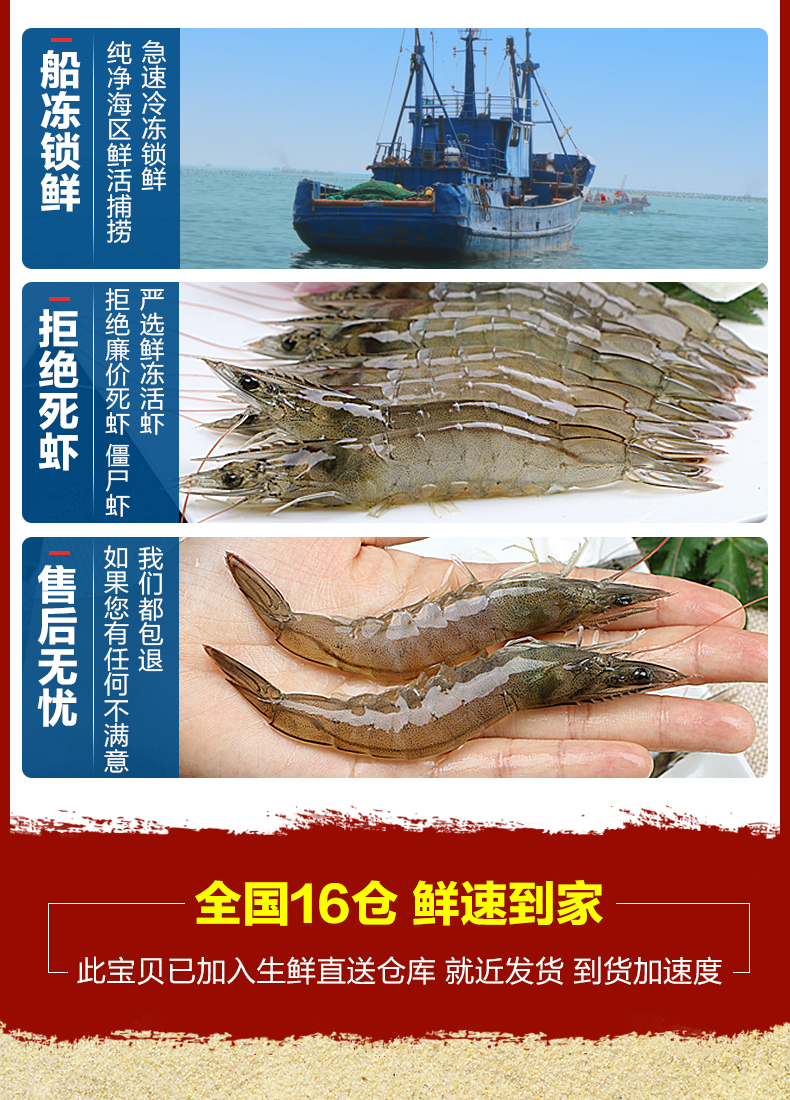 船冻锁鲜
急速冷冻锁鲜
纯净海区鲜活捕捞
拒绝死虾
严选鲜冻活虾
拒绝廉价死虾 僵尸虾
售后无忧
我们都包退
如果您有任何不满意
全国16仓 鲜速到家
此宝贝已加入生鲜直送仓库 就近发货 到货加速度